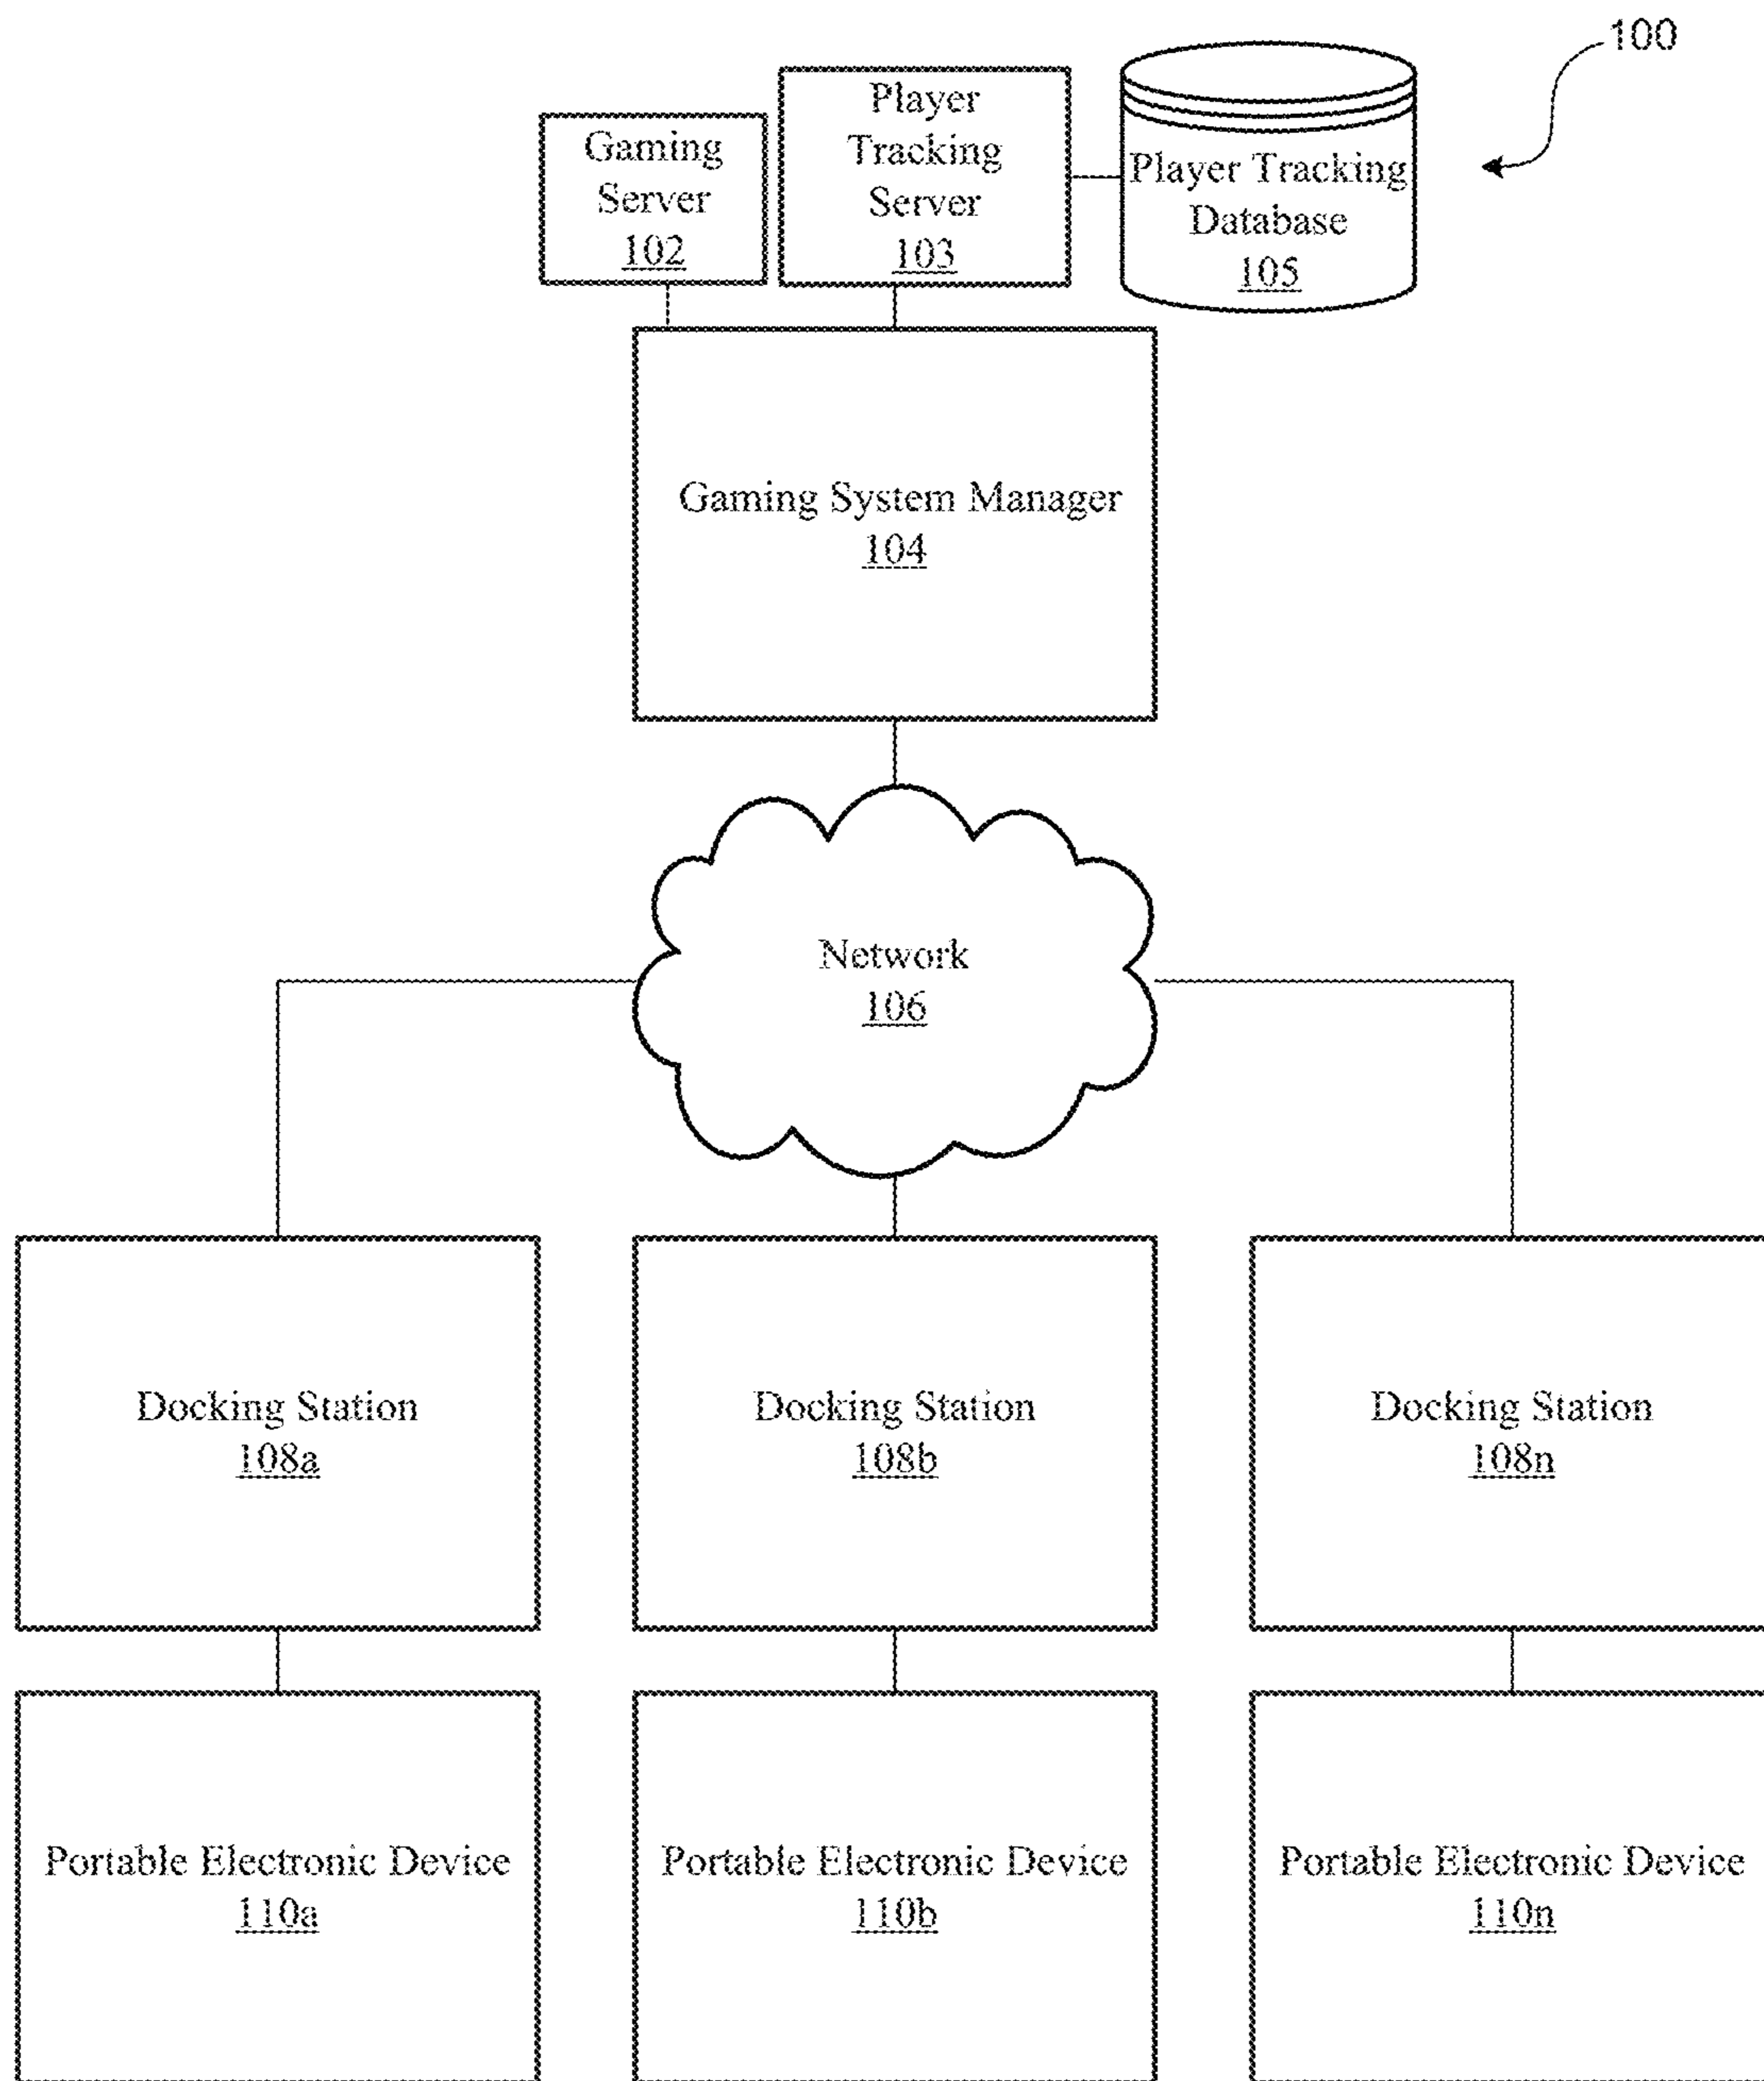 100
Gaming
Server
102
Player
Tracking
Server
103
Player Tracking
Database
105
Gaming System Manager
104
Network
106
Docking Station
108a
Docking Station
108b
Docking Station
108n
Portable Electronic Device
110a
Portable Electronic Device
110b
Portable Electronic Device
110n